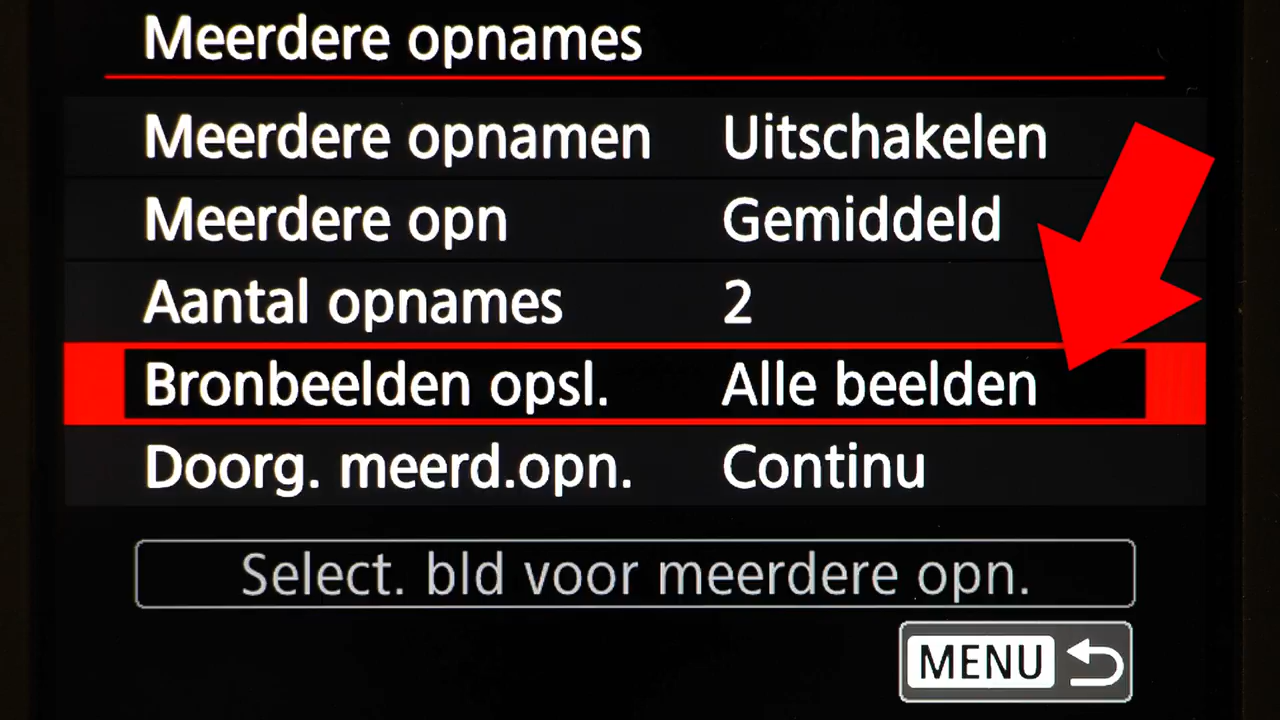 Meerdere opnames
Meerdere opnamen Uitschakelen
Meerdere opn Gemiddeld
Aantal opnames 2
Bronbeelden opsl. Alle beelden
Doorg. meerd.opn. Continu
Select. bld voor meerdere opn.
MENU